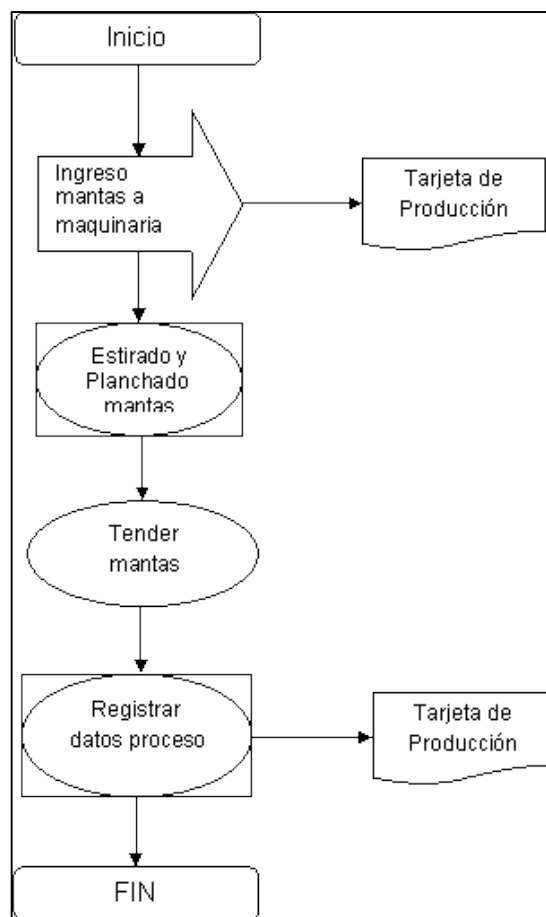 Inicio
Ingreso
mantas a
maquinaria
Tarjeta de
Producción
Estirado y
Planchado
mantas
Tender
mantas
Registrar
datos proceso
Tarjeta de
Producción
FIN